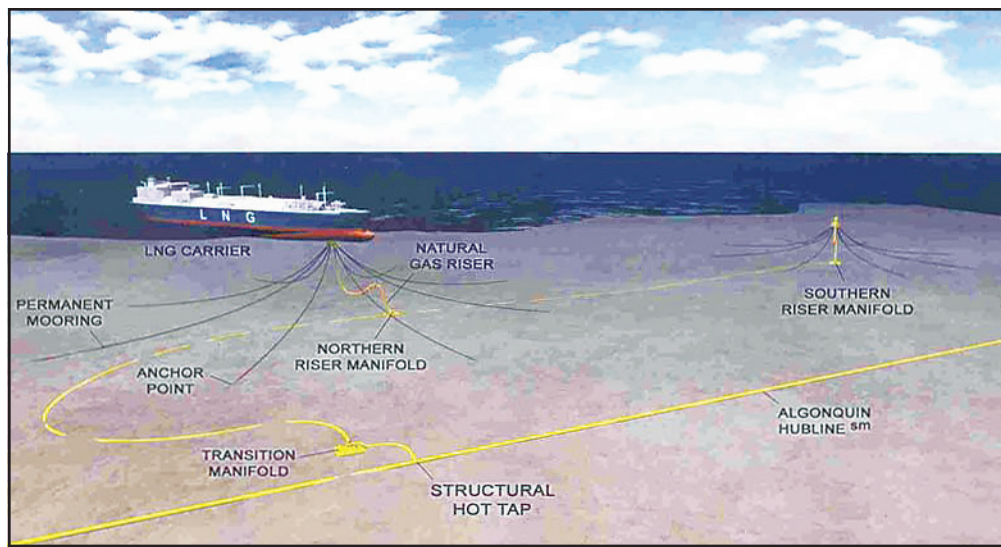 LNG
LNG CARRIER
NATURAL
GAS RISER
PERMANENT
MOORING
SOUTHERN
RISER MANIFOLD
NORTHERN
RISER MANIFOLD
ANCHOR
POINT
ALGONQUIN
HUBLINE sm
TRANSITION
MANIFOLD
STRUCTURAL
HOT TAP